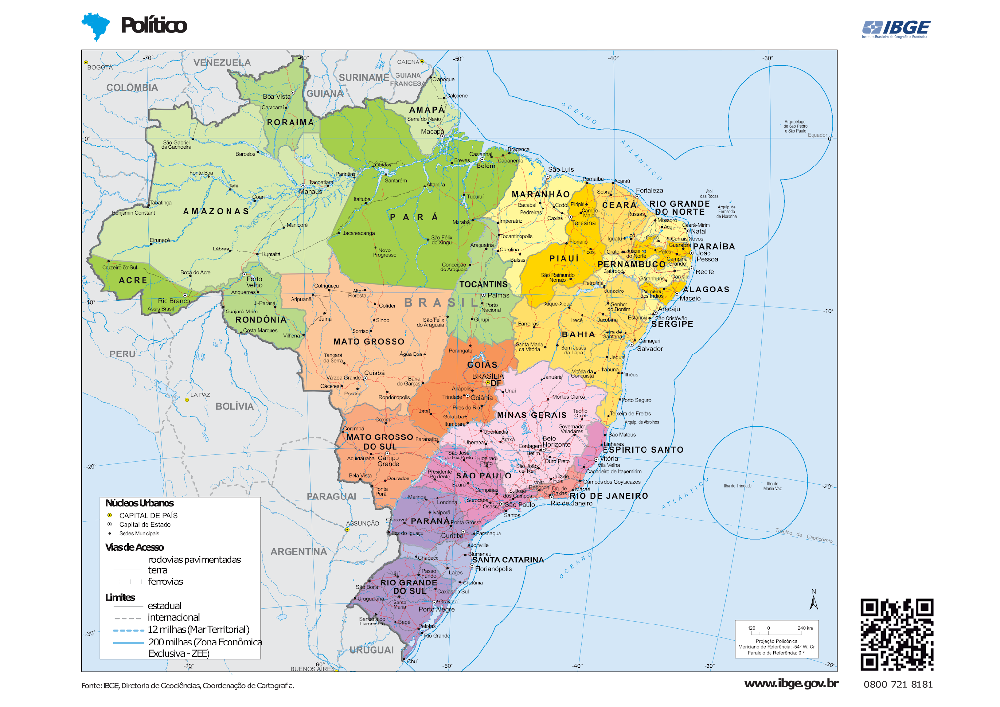 Político
IBGE
Instituto Brasileiro de Geografia e Estatística
-70°
-60°
-50°
-40°
-30°
BOGOTÁ
VENEZUELA
COLÔMBIA
SURINAME
GUIANA
CAIENA
GUIANA
FRANCESA
Oiapoque
Calçoene
AMAPÁ
Serra do Navio
Macapá
Boa Vista
Caracaraí
RORAIMA
OCEANO
ATLÂNTICO
Arquipélago
de São Pedro
e São Paulo
Equador
0°
0°
São Gabriel
da Cachoeira
Barcelos
Fonte Boa
Tefé
Coari
Manaus
Itacoatiara
Parintins
Tabatinga
Benjamin Constant
AMAZONAS
Manicoré
Eirunepé
Lábrea
Humaitá
Boca do Acre
Óbidos
Santarém
Breves
Castanhal
Belém
Bragança
Capanema
Altamira
Itaituba
Tucuruí
PARÁ
Marabá
Jacareacanga
São Félix
do Xingu
Novo
Progresso
Conceição
do Araguaia
São Luís
MARANHÃO
Bacabal
Pedreiras
Codó
Caxias
Imperatriz
Tocantinópolis
Carolina
Balsas
Araguaína
Parnaíba
Piripiri
Campo
Maior
Teresina
Floriano
Picos
PIAUÍ
São Raimundo
Nonato
Acaraú
Sobral
Fortaleza
CEARÁ
Russas
Iguatu
Icó
Crato
Juazeiro
do Norte
Atol
das Rocas
Arquip. de
Fernando
de Noronha
RIO GRANDE
DO NORTE
Mossoró
Açu
Ceará-Mirim
Natal
Caicó
Currais Novos
Guarabira
PARAÍBA
João
Pessoa
Patos
Campina
Grande
PERNAMBUCO
Cabrobó
Recife
Garanhuns
Caruaru
Petrolina
ALAGOAS
Palmeira
dos Índios
Maceió
Aracaju
Estância
São Cristóvão
SERGIPE
Cruzeiro do Sul
ACRE
Rio Branco
Assis Brasil
-10°
-10°
Porto
Velho
Ariquemes
Ji-Paraná
Guajará-Mirim
RONDÔNIA
Costa Marques
Vilhena
Cotriguaçu
Alta
Floresta
Aripuanã
Colíder
Juína
Sinop
Sorriso
São Félix
do Araguaia
MATO GROSSO
Tangará
da Serra
Água Boa
Várzea Grande
Cuiabá
Cáceres
Poconé
Barra
do Garças
Rondonópolis
BRASIL
TOCANTINS
Palmas
Porto
Nacional
Gurupi
Juazeiro
Xique-Xique
Senhor
do Bonfim
Irecê
Jacobina
Barreiras
BAHIA
Feira de
Santana
Camaçari
Salvador
Santa Maria
da Vitória
Bom Jesus
da Lapa
Jequié
Vitória da
Conquista
Itabuna
Ilhéus
Porto Seguro
Teixeira de Freitas
Arquip. de Abrolhos
Porangatu
GOIÁS
BRASÍLIA
DF
Anápolis
Trindade
Goiânia
Pires do Rio
Jataí
Goiatuba
Itumbiara
Januária
Unaí
Montes Claros
MINAS GERAIS
Teófilo
Otoni
Governador
Valadares
Uberlândia
Uberaba
Araxá
Contagem
Belo
Horizonte
Betim
Ouro Preto
São João
del Rei
Juiz de
Fora
São Mateus
Linhares
ESPÍRITO SANTO
Vitória
Vila Velha
Cachoeiro de Itapemirim
PERU
LA PAZ
BOLÍVIA
Coxim
Corumbá
MATO GROSSO
DO SUL
Paranaíba
Aquidauana
Campo
Grande
Bela Vista
Dourados
Ponta
Porã
São José
do Rio Preto
Ribeirão
Preto
Presidente
Prudente
SÃO PAULO
Bauru
Campinas
S. José
dos Campos
Sorocaba
Osasco
São Paulo
Santos
Volta
Redonda
Dq. de
Caxias
Campos dos Goytacazes
Macaé
RIO DE JANEIRO
Rio de Janeiro
-20°
-20°
Ilha de Trindade
Ilha de
Martin Vaz
ATLÂNTICO
Trópico de Capricórnio
OCEANO
PARAGUAI
ASSUNÇÃO
ARGENTINA
Maringá
Londrina
Ivaiporã
Cascavel
PARANÁ
Ponta Grossa
Foz do Iguaçu
Curitiba
Paranaguá
Joinville
Blumenau
Chapecó
SANTA CATARINA
Florianópolis
Lages
Criciúma
Ijuí
Passo
Fundo
RIO GRANDE
DO SUL
São Borja
Uruguaiana
Santa
Maria
Caxias do Sul
Gravataí
Porto Alegre
Santana do
Livramento
Bagé
Pelotas
Rio Grande
Chuí
URUGUAI
BUENOS AIRES
-30°
-30°
-70°
-60°
-50°
-40°
-30°
Núcleos Urbanos
CAPITAL DE PAÍS
Capital de Estado
Sedes Municipais
Vias de Acesso
rodovias pavimentadas
terra
ferrovias
Limites
estadual
internacional
12 milhas (Mar Territorial)
200 milhas (Zona Econômica
Exclusiva - ZEE)
N
120 0 240 km
Projeção Policônica
Meridiano de Referência: -54º W. Gr
Paralelo de Referência: 0 º
Fonte: IBGE, Diretoria de Geociências, Coordenação de Cartograf a.
www.ibge.gov.br
0800 721 8181